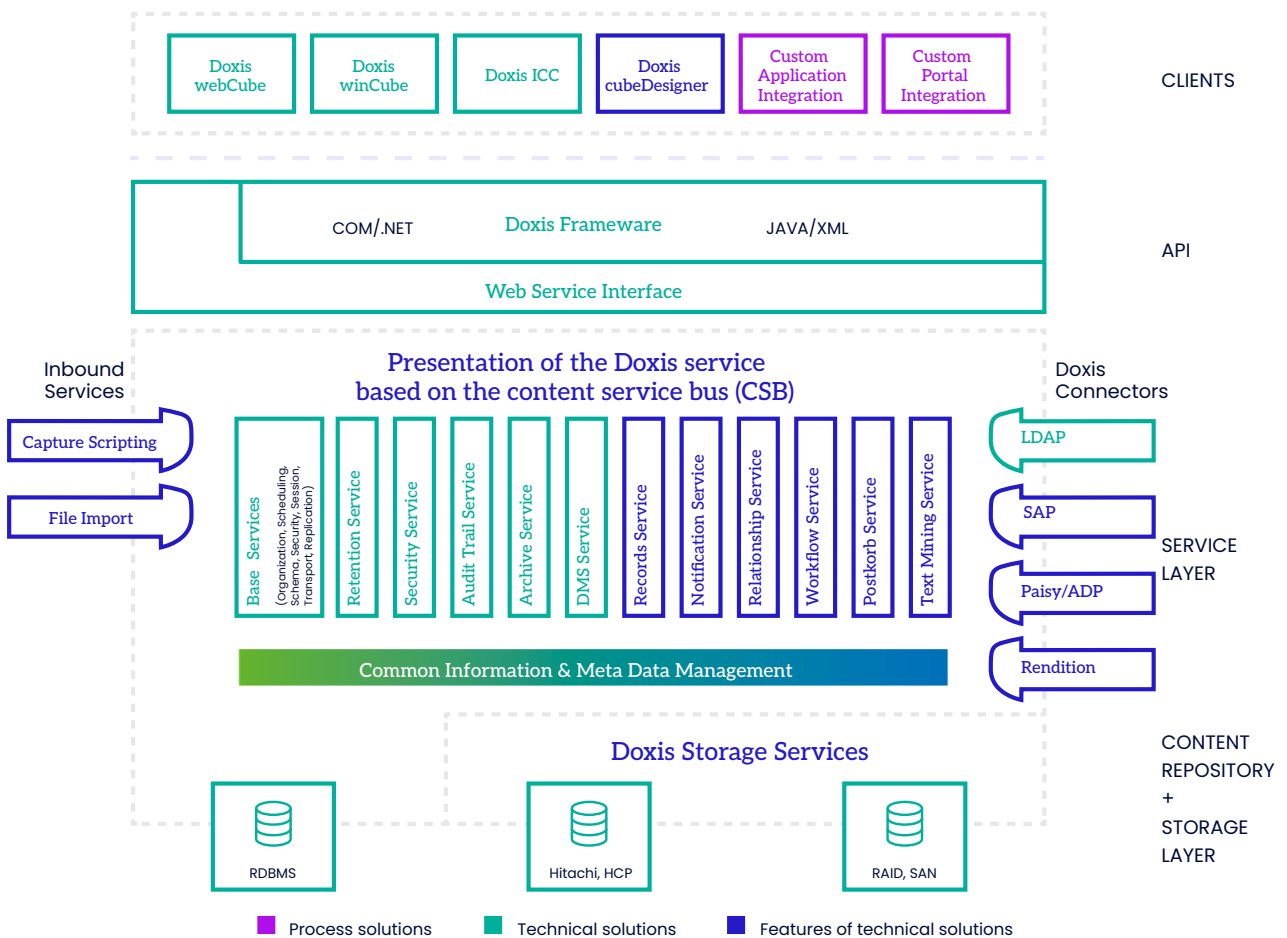 Doxis
webCube
Doxis
winCube
Doxis ICC
Doxis
cubeDesigner
Custom
Application
Integration
Custom
Portal
Integration
CLIENTS
COM/.NET
Doxis Frameware
JAVA/XML
API
Web Service Interface
Presentation of the Doxis service
based on the content service bus (CSB)
Inbound
Services
Capture Scripting
File Import
Base Services
(Organization, Scheduling,
Schema, Security, Session,
Transport, Replication)
Retention Service
Security Service
Audit Trail Service
Archive Service
DMS Service
Records Service
Notification Service
Relationship Service
Workflow Service
Postkorb Service
Text Mining Service
Doxis
Connectors
LDAP
SAP
Paisy/ADP
Rendition
SERVICE
LAYER
Common Information & Meta Data Management
Doxis Storage Services
RDBMS
Hitachi, HCP
RAID, SAN
CONTENT
REPOSITORY
+
STORAGE
LAYER
Process solutions
Technical solutions
Features of technical solutions